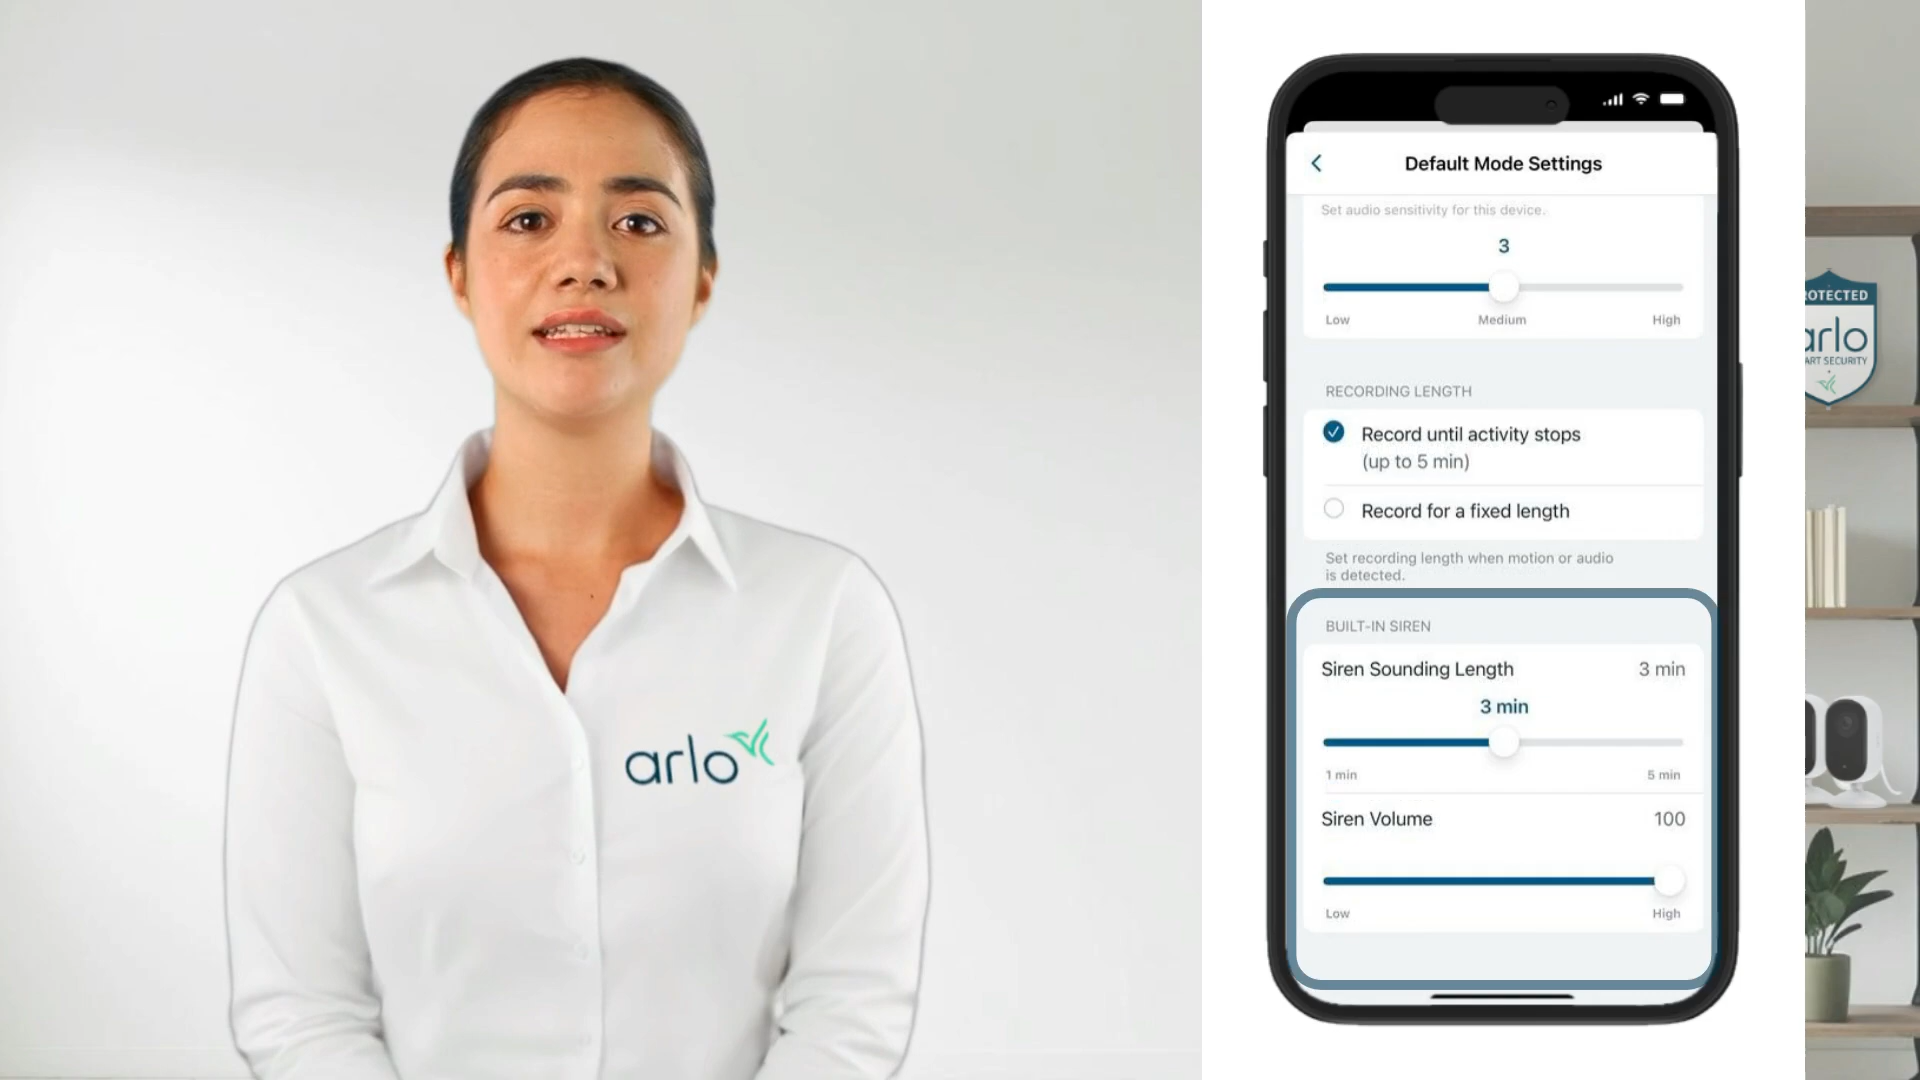 arlo
Default Mode Settings
Set audio sensitivity for this device.
3
Low Medium High
RECORDING LENGTH
Record until activity stops
(up to 5 min)
Record for a fixed length
Set recording length when motion or audio
is detected.
BUILT-IN SIREN
Siren Sounding Length 3 min
3 min
1 min 5 min
Siren Volume 100
Low High
OTECTED
arlo
ART SECURITY